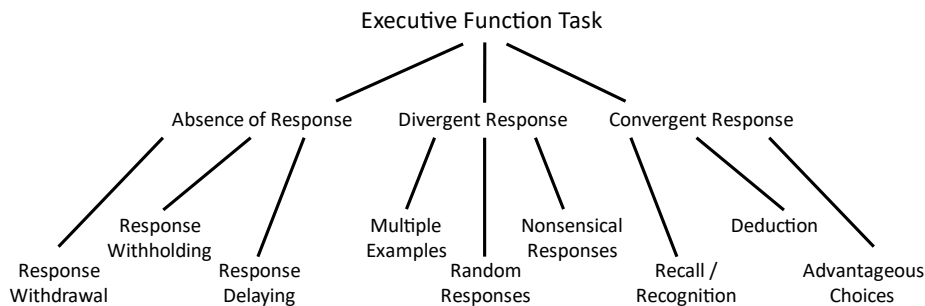 Executive Function Task
Absence of Response
Divergent Response
Convergent Response
Response
Withholding
Multiple
Examples
Nonsensical
Responses
Deduction
Response
Withdrawal
Response
Delaying
Random
Responses
Recall /
Recognition
Advantageous
Choices